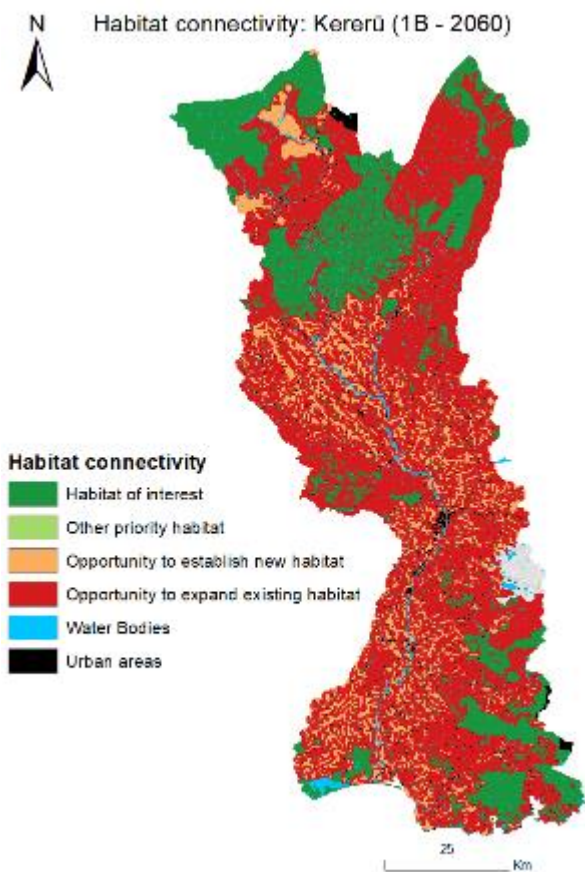 N
Habitat connectivity: Kererū (1B - 2060)
Habitat connectivity
Habitat of interest
Other priority habitat
Opportunity to establish new habitat
Opportunity to expand existing habitat
Water Bodies
Urban areas
25
Km